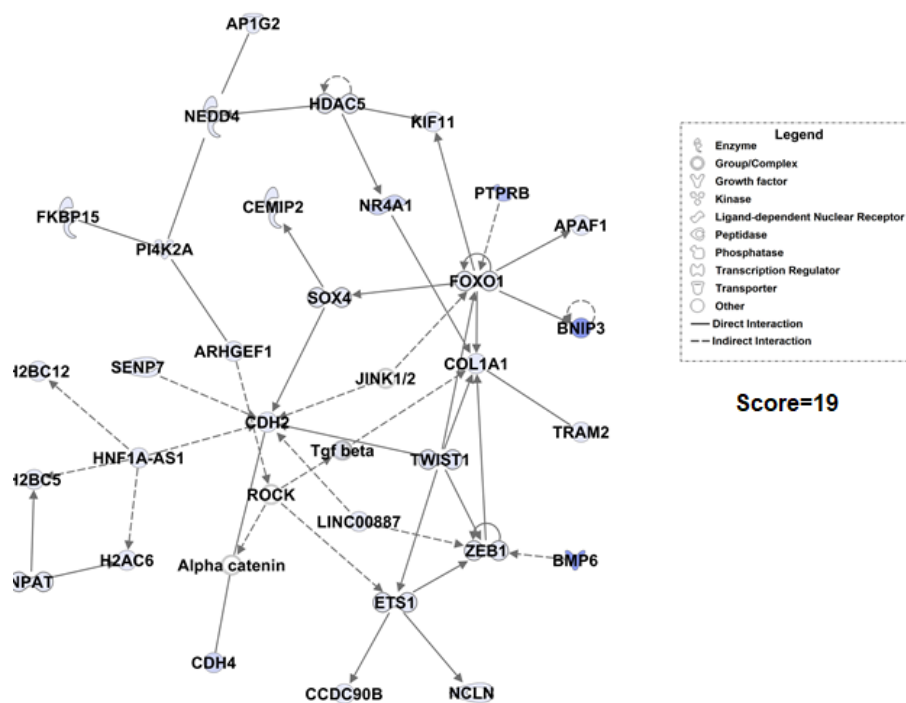 AP1G2
NEDD4
HDAC5
KIF11
PTPRB
FKBP15
CEMIP2
NR4A1
APAF1
PI4K2A
FOXO1
SOX4
BNIP3
ARHGEF1
H2BC12
SENP7
JINK1/2
COL1A1
CDH2
TRAM2
HNF1A-AS1
Tgf beta
TWIST1
H2BC5
ROCK
LINC00887
ZEB1
H2AC6
Alpha catenin
BMP6
NPAT
ETS1
CDH4
CCDC90B
NCLN
Legend
Enzyme
Group/Complex
Growth factor
Kinase
Ligand-dependent Nuclear Receptor
Peptidase
Phosphatase
Transcription Regulator
Transporter
Other
Direct Interaction
Indirect Interaction
Score=19